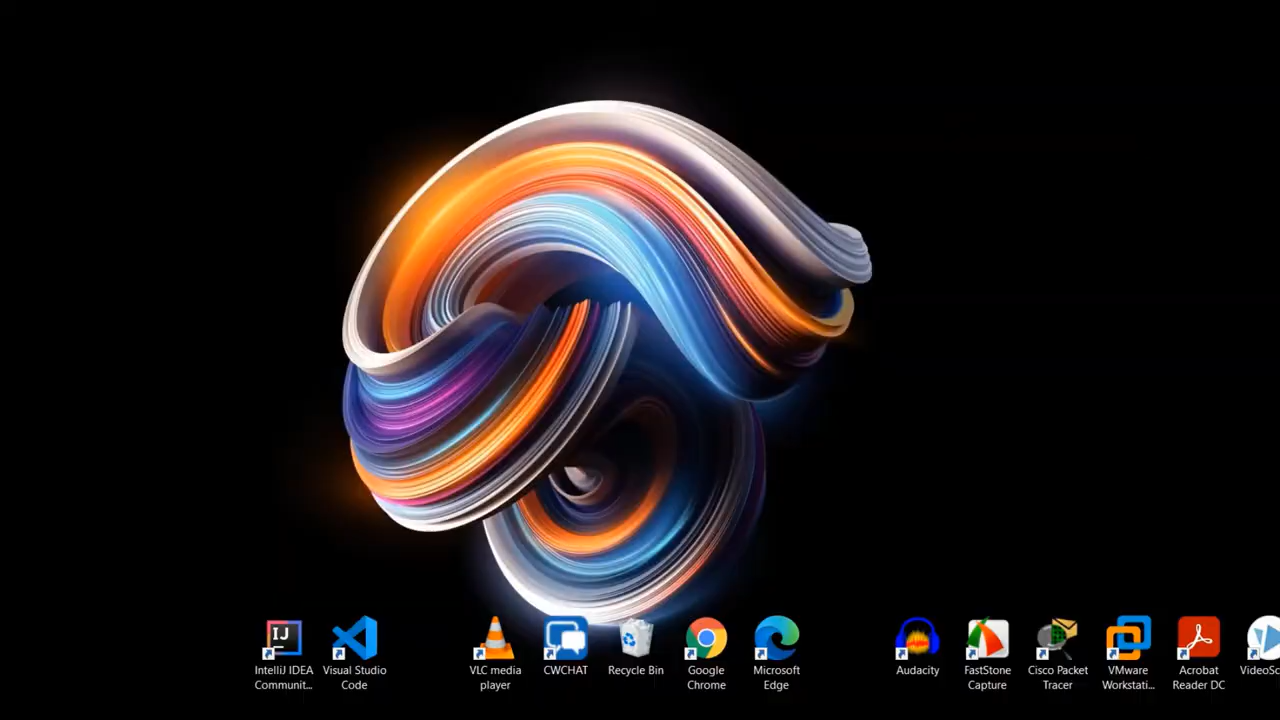 IJ
IntelliJ IDEA
Communit...
Visual Studio
Code
VLC media
player
CWCHAT
Recycle Bin
Google
Chrome
Microsoft
Edge
Audacity
FastStone
Capture
Cisco Packet
Tracer
VMware
Workstati...
Acrobat
Reader DC
VideoSc